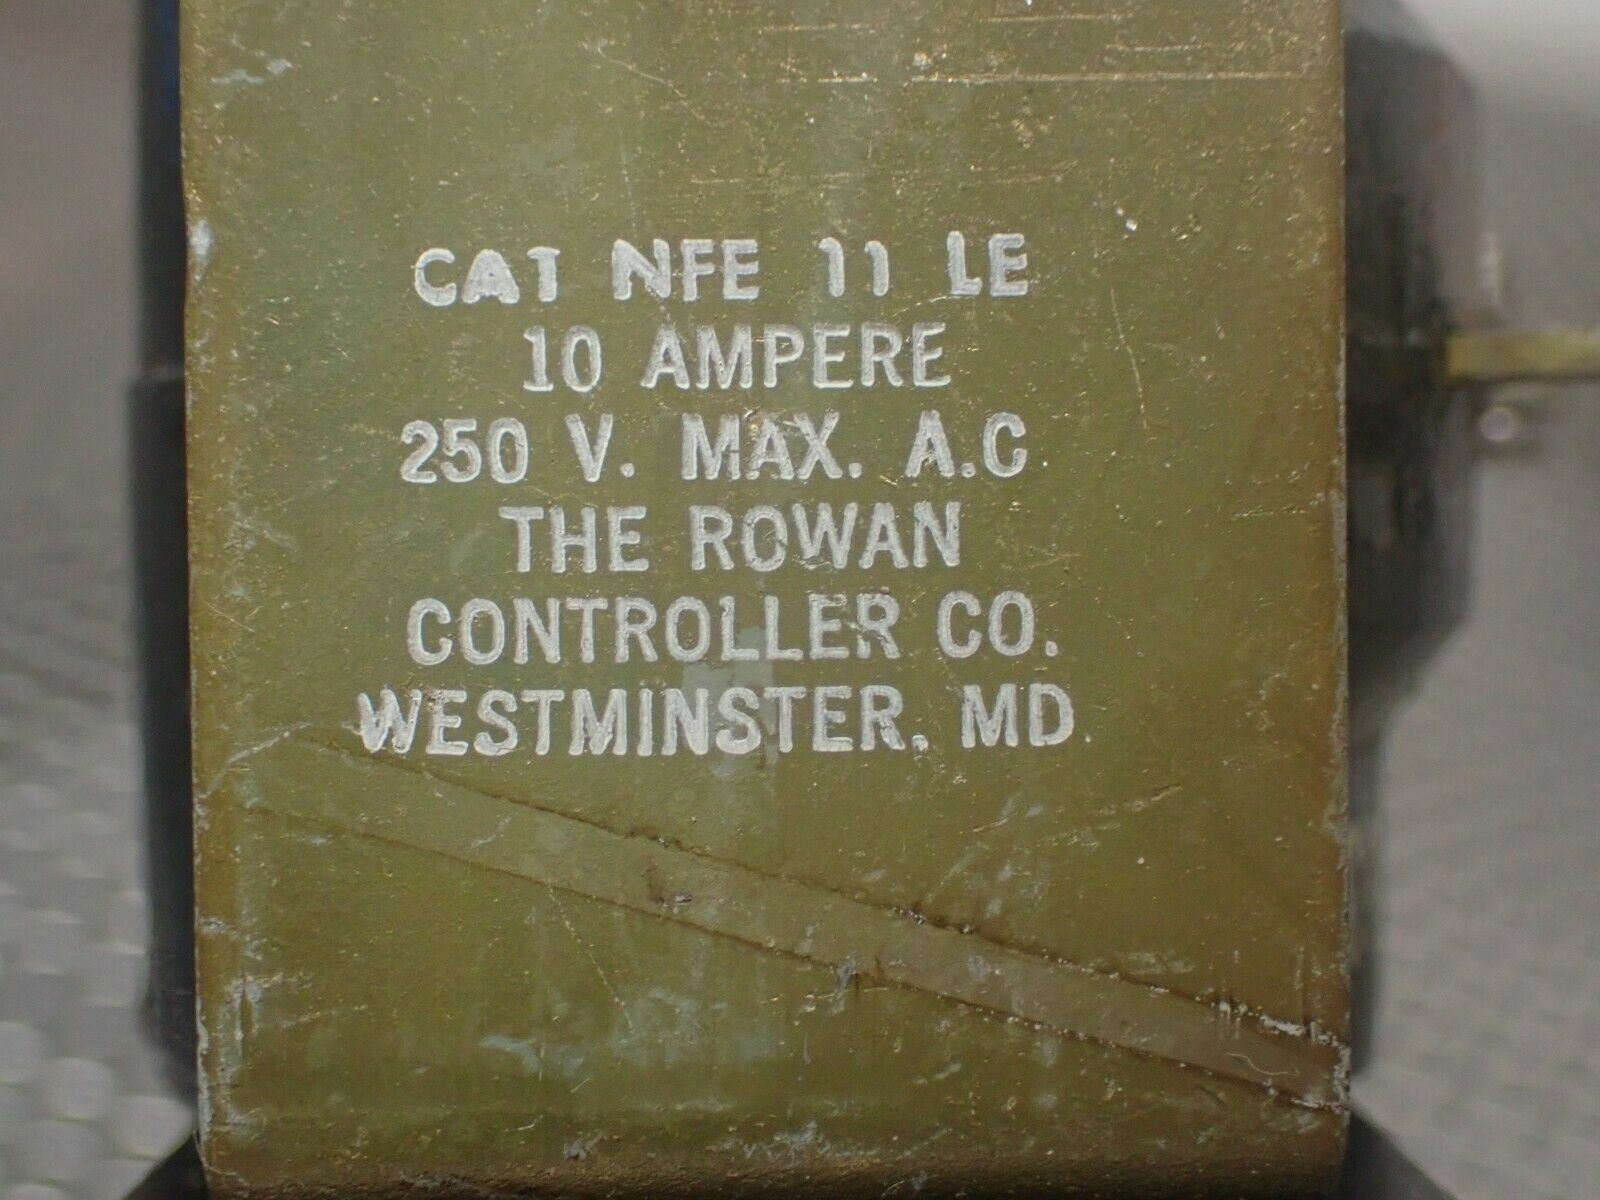 CAT NFE 11 LE
10 AMPERE
250 V. MAX. A.C
THE ROWAN
CONTROLLER CO.
WESTMINSTER, MD.